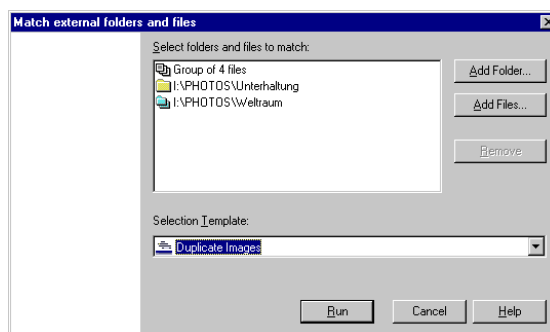 Match external folders and files
Select folders and files to match:
Group of 4 files
I:\PHOTOS\Unterhaltung
I:\PHOTOS\Weltraum
Add Folder...
Add Files...
Remove
Selection Template:
Duplicate Images
Run
Cancel
Help